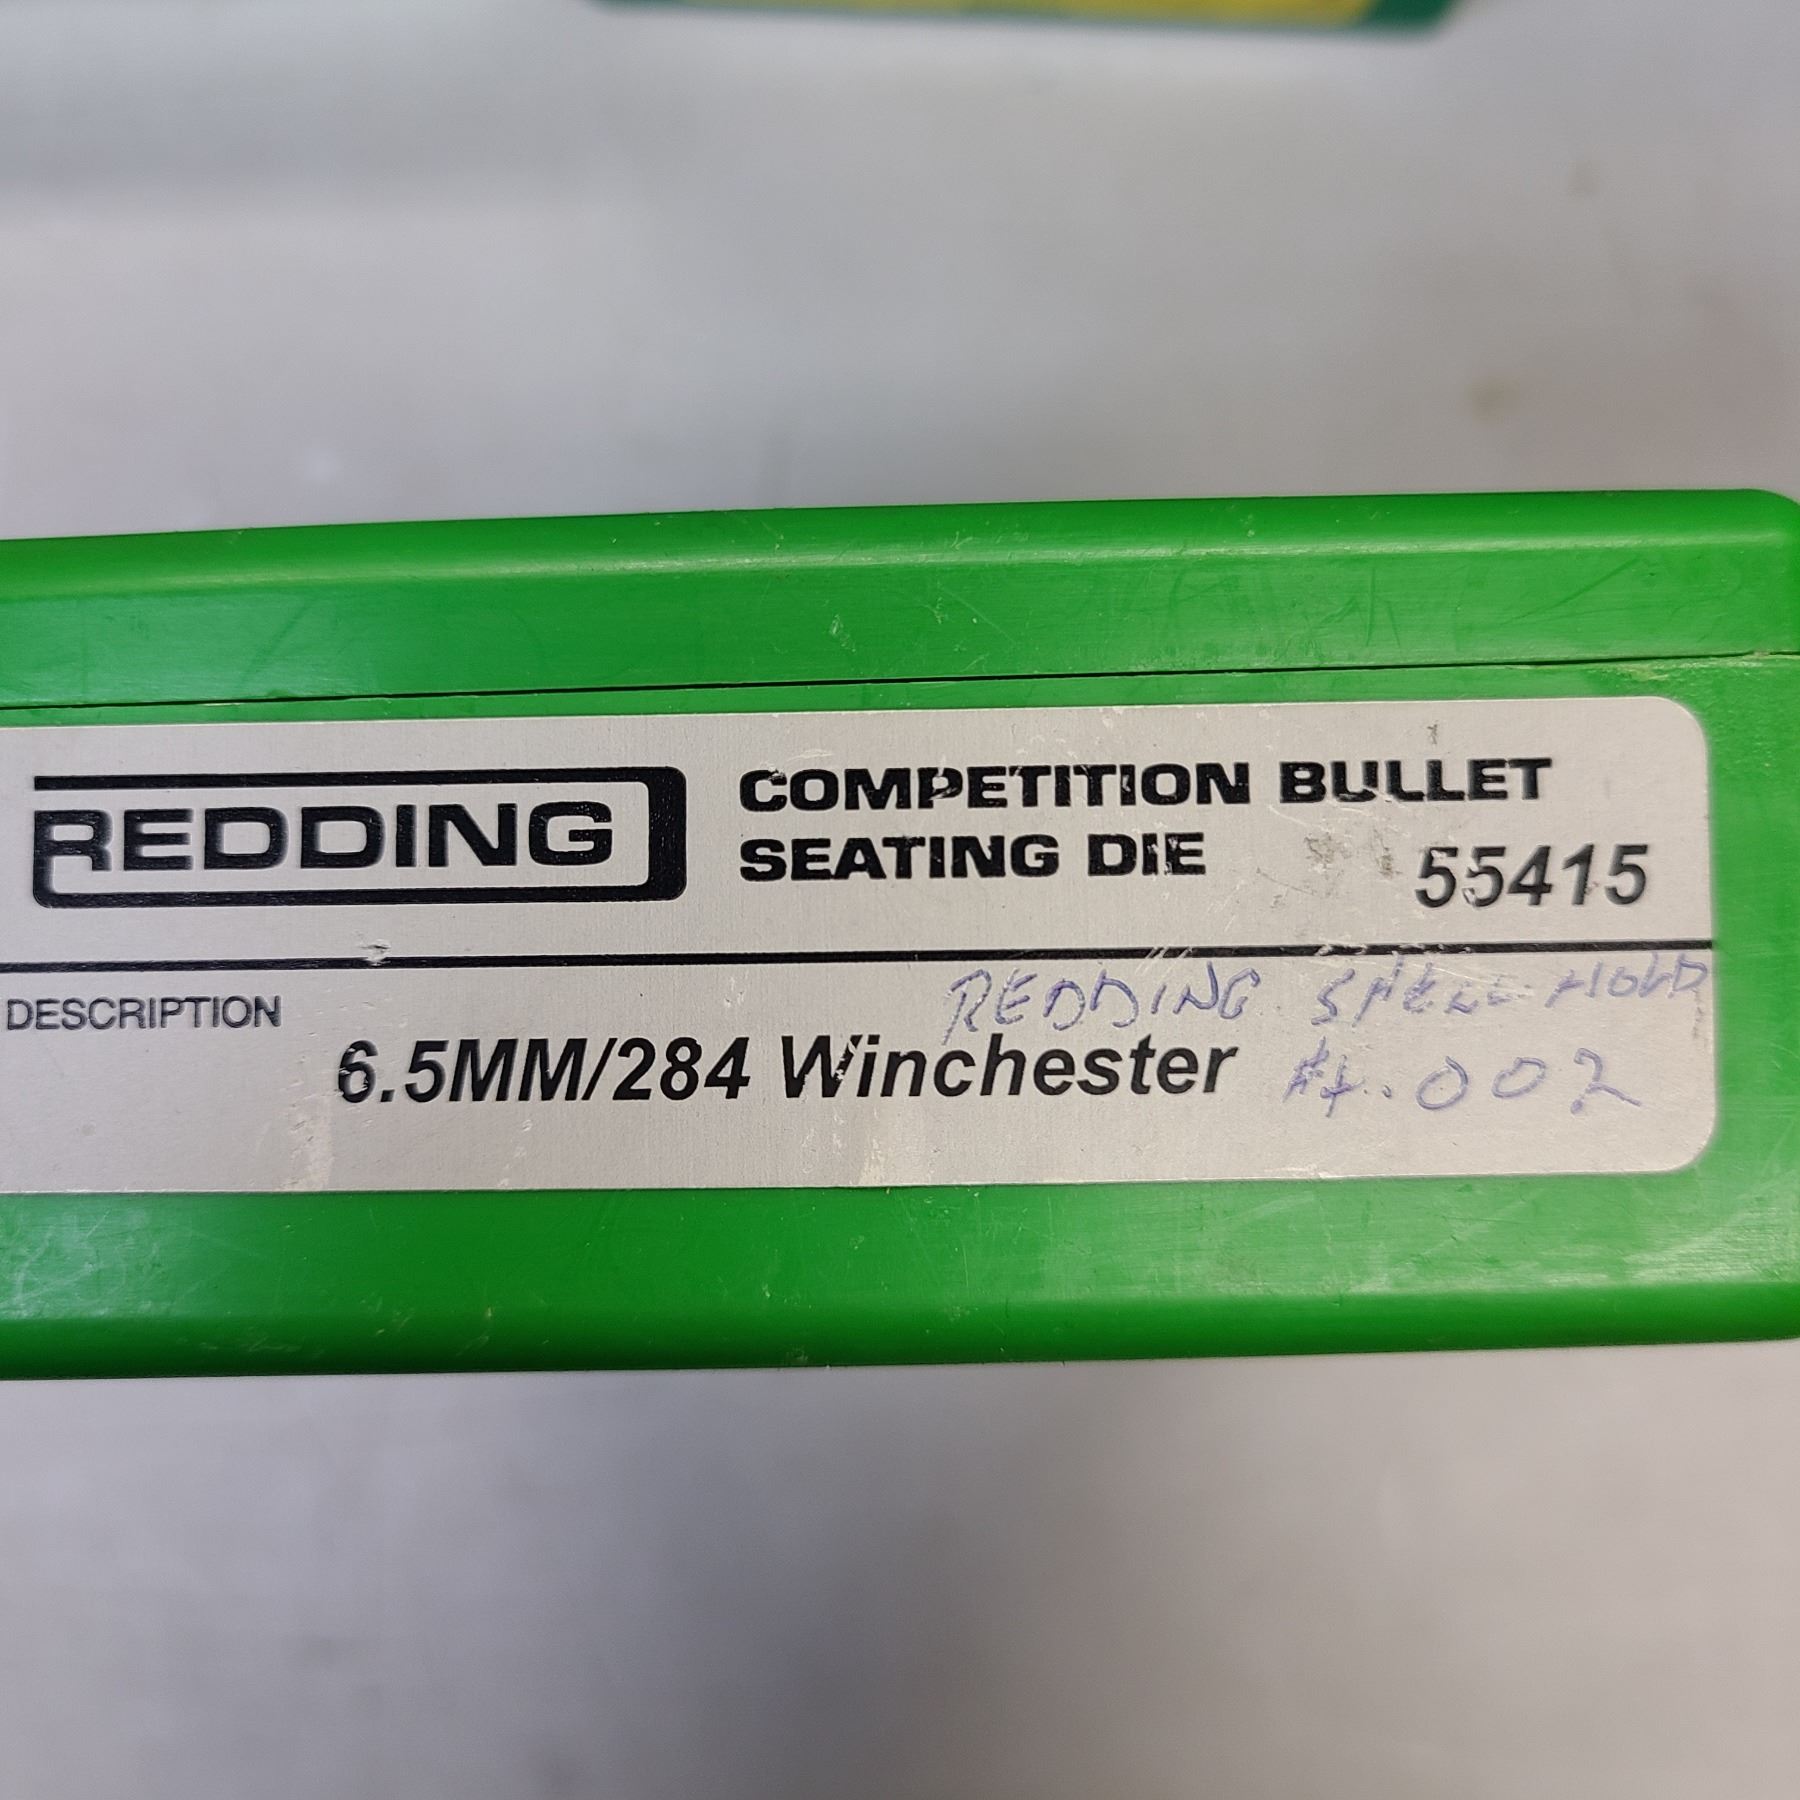 REDDING
COMPETITION BULLET
SEATING DIE
55415
DESCRIPTION
REDDING SHELL HOLD
6.5MM/284 Winchester
#+.002